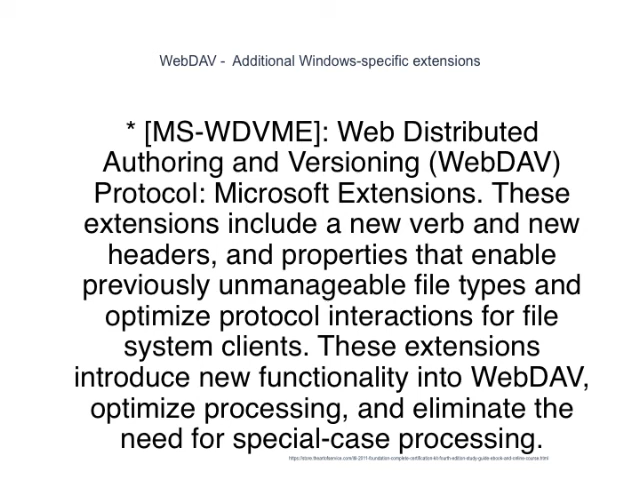 WebDAV -  Additional Windows-specific extensions
* [MS-WDVME]: Web Distributed
Authoring and Versioning (WebDAV)
Protocol: Microsoft Extensions. These
extensions include a new verb and new
headers, and properties that enable
previously unmanageable file types and
optimize protocol interactions for file
system clients. These extensions
introduce new functionality into WebDAV,
optimize processing, and eliminate the
need for special-case processing.